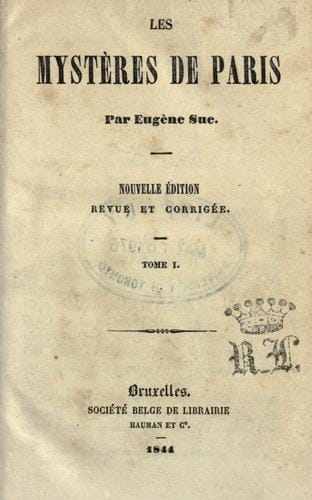 LES
MYSTÈRES DE PARIS
Par Eugène Sue.
NOUVELLE ÉDITION
REVUE ET CORRIGÉE.
TOME I.
R.L.
Bruxelles.
SOCIÉTÉ BELGE DE LIBRAIRIE
HAUMAN ET Cᵉ.
1844